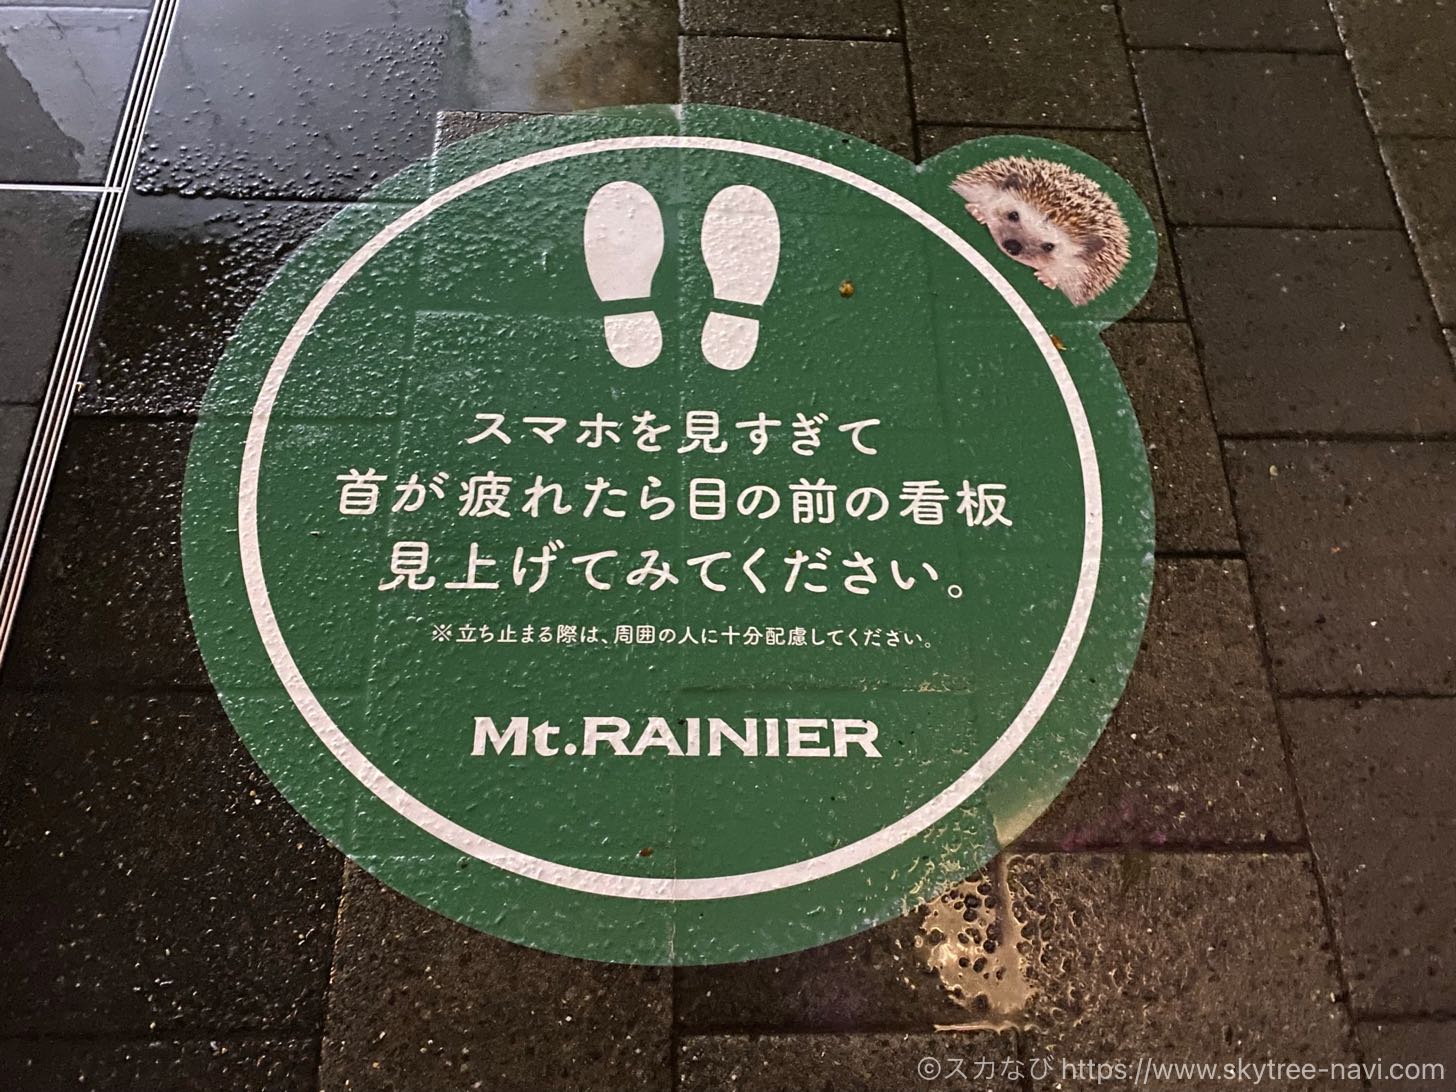 スマホを見すぎて
首が疲れたら目の前の看板
見上げてみてください。
※立ち止まる際は、周囲の人に十分配慮してください。
Mt.RAINIER
©スカなび https://www.skytree-navi.com